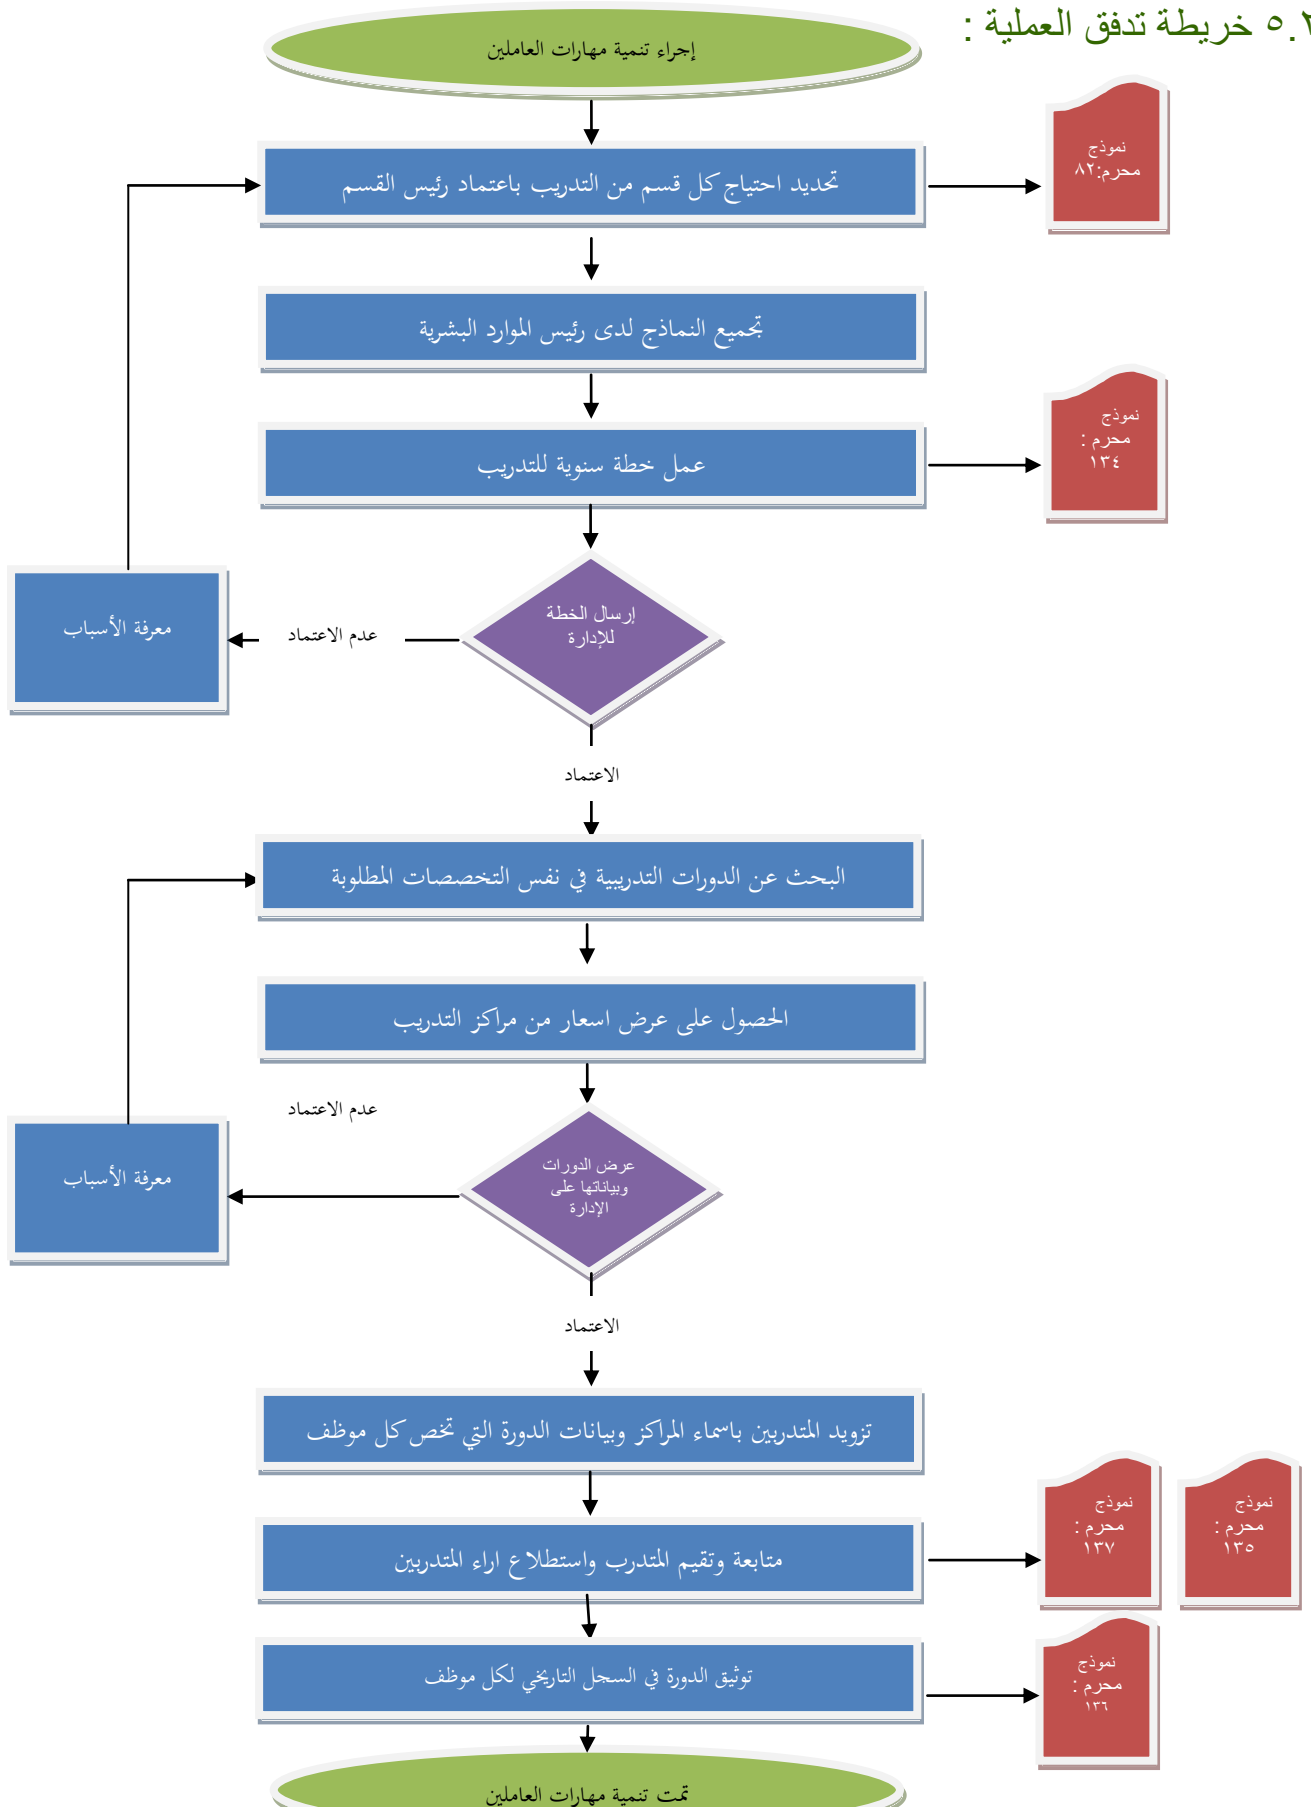 ٥.٢ خريطة تدفق العملية :
إجراء تنمية مهارات العاملين
تحديد احتياج كل قسم من التدريب باعتماد رئيس القسم
نموذج
محرم:٨٢
تجميع النماذج لدى رئيس الموارد البشرية
عمل خطة سنوية للتدريب
نموذج
محرم :
١٣٤
إرسال الخطة
للإدارة
عدم الاعتماد
معرفة الأسباب
الاعتماد
البحث عن الدورات التدريبية في نفس التخصصات المطلوبة
الحصول على عرض اسعار من مراكز التدريب
عدم الاعتماد
عرض الدورات
وبياناتها على
الإدارة
معرفة الأسباب
الاعتماد
تزويد المتدربين باسماء المراكز وبيانات الدورة التي تخص كل موظف
متابعة وتقيم المتدرب واستطلاع اراء المتدربين
نموذج
محرم :
١٣٧
نموذج
محرم :
١٣٥
توثيق الدورة في السجل التاريخي لكل موظف
نموذج
محرم :
١٣٦
تمت تنمية مهارات العاملين